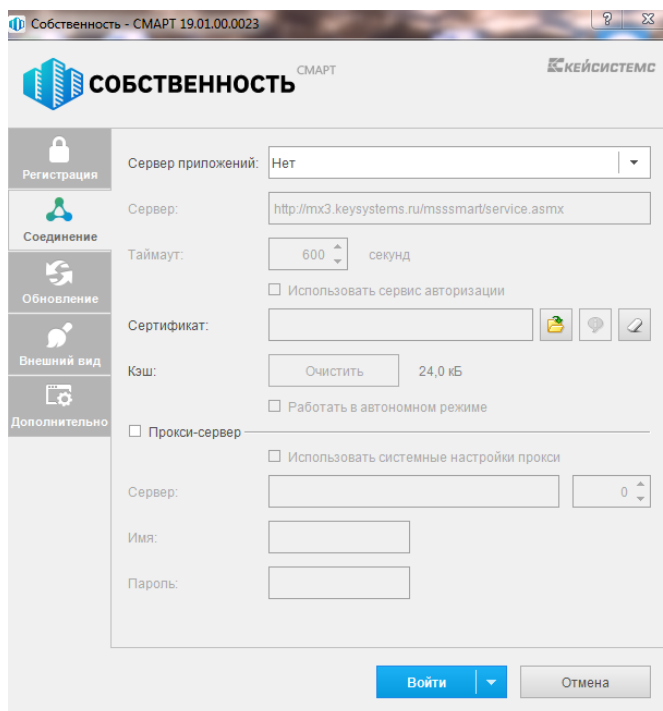 Собственность - СМАРТ 19.01.00.0023
СОБСТВЕННОСТЬ СМАРТ
КЕЙСИСТЕМС
Регистрация
Соединение
Обновление
Внешний вид
Дополнительно
Сервер приложений: Нет
Сервер: http://mx3.keysystems.ru/msssmart/service.asmx
Таймаут: 600 секунд
Использовать сервис авторизации
Сертификат:
Кэш: Очистить 24,0 кБ
Работать в автономном режиме
Прокси-сервер
Использовать системные настройки прокси
Сервер: 0
Имя:
Пароль:
Войти Отмена